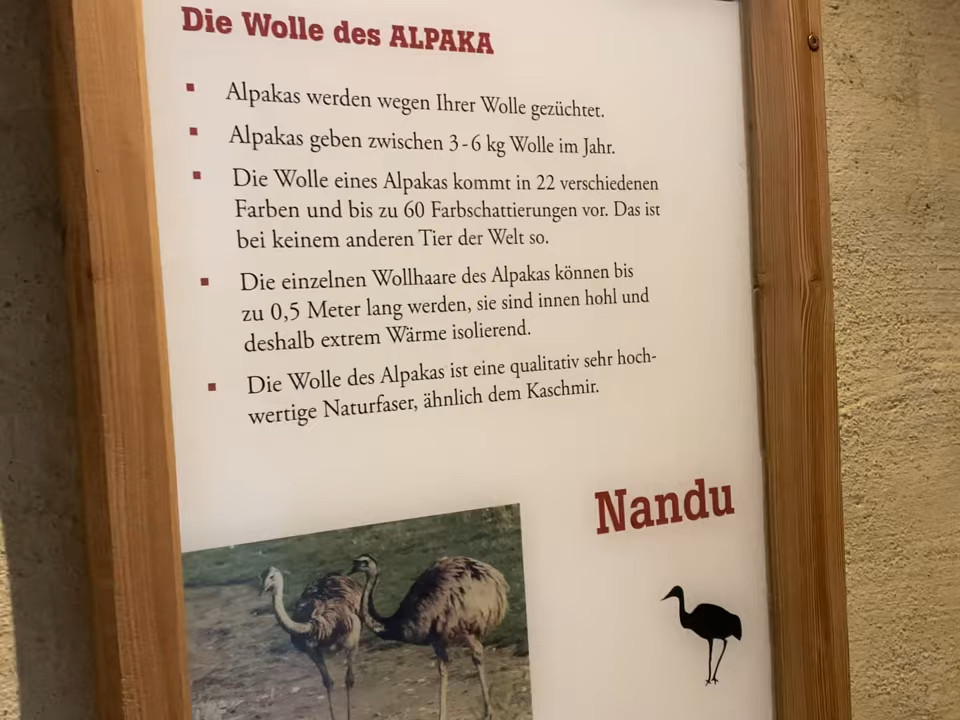 Die Wolle des ALPAKA
▪ Alpakas werden wegen Ihrer Wolle gezüchtet.
▪ Alpakas geben zwischen 3-6 kg Wolle im Jahr.
▪ Die Wolle eines Alpakas kommt in 22 verschiedenen
Farben und bis zu 60 Farbschattierungen vor. Das ist
bei keinem anderen Tier der Welt so.
▪ Die einzelnen Wollhaare des Alpakas können bis
zu 0,5 Meter lang werden, sie sind innen hohl und
deshalb extrem Wärme isolierend.
▪ Die Wolle des Alpakas ist eine qualitativ sehr hoch-
wertige Naturfaser, ähnlich dem Kaschmir.
Nandu